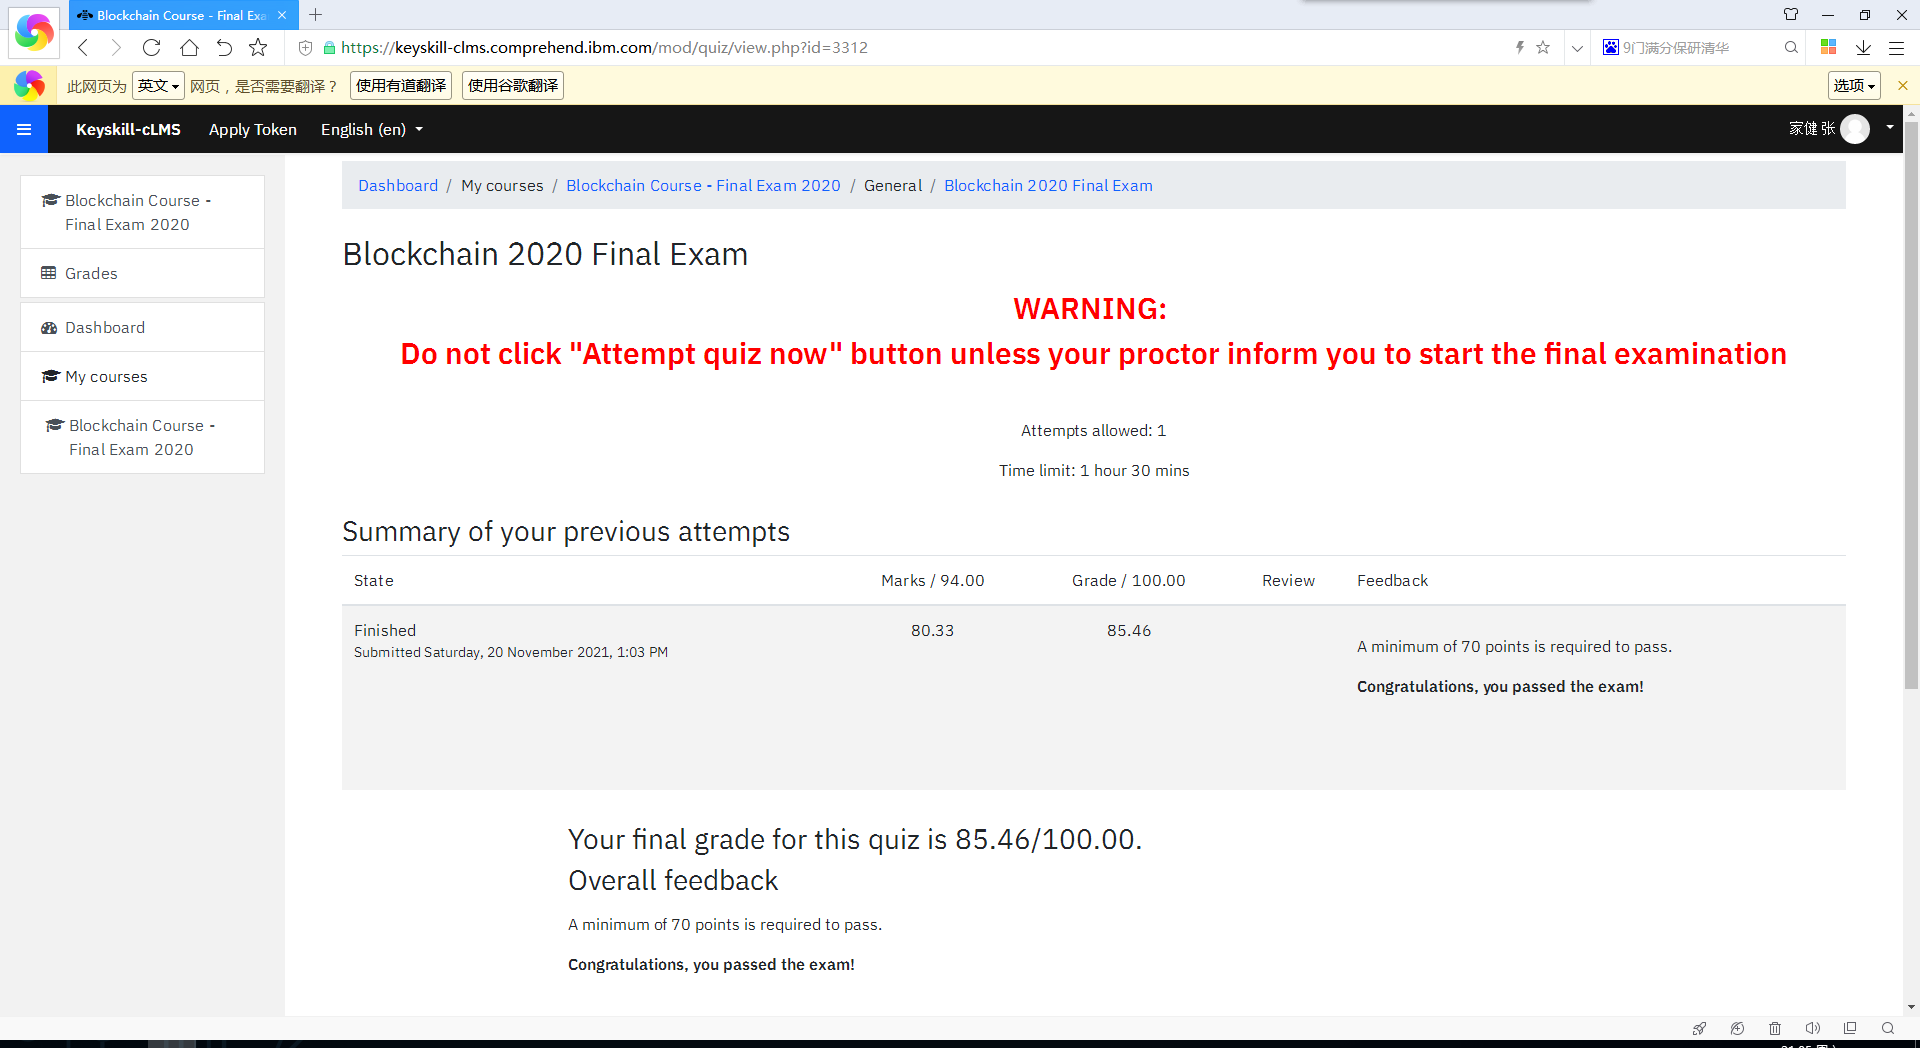 Blockchain Course - Final Exa
https://keyskill-clms.comprehend.ibm.com/mod/quiz/view.php?id=3312
9门满分保研清华
此网页为 英文 网页，是否需要翻译？ 使用有道翻译 使用谷歌翻译 选项
Keyskill-cLMS Apply Token English (en) 家健 张
Blockchain Course -
Final Exam 2020
Grades
Dashboard
My courses
Blockchain Course -
Final Exam 2020
Dashboard / My courses / Blockchain Course - Final Exam 2020 / General / Blockchain 2020 Final Exam
Blockchain 2020 Final Exam
WARNING:
Do not click "Attempt quiz now" button unless your proctor inform you to start the final examination
Attempts allowed: 1
Time limit: 1 hour 30 mins
Summary of your previous attempts
State Marks / 94.00 Grade / 100.00 Review Feedback
Finished 80.33 85.46
Submitted Saturday, 20 November 2021, 1:03 PM
A minimum of 70 points is required to pass.
Congratulations, you passed the exam!
Your final grade for this quiz is 85.46/100.00.
Overall feedback
A minimum of 70 points is required to pass.
Congratulations, you passed the exam!